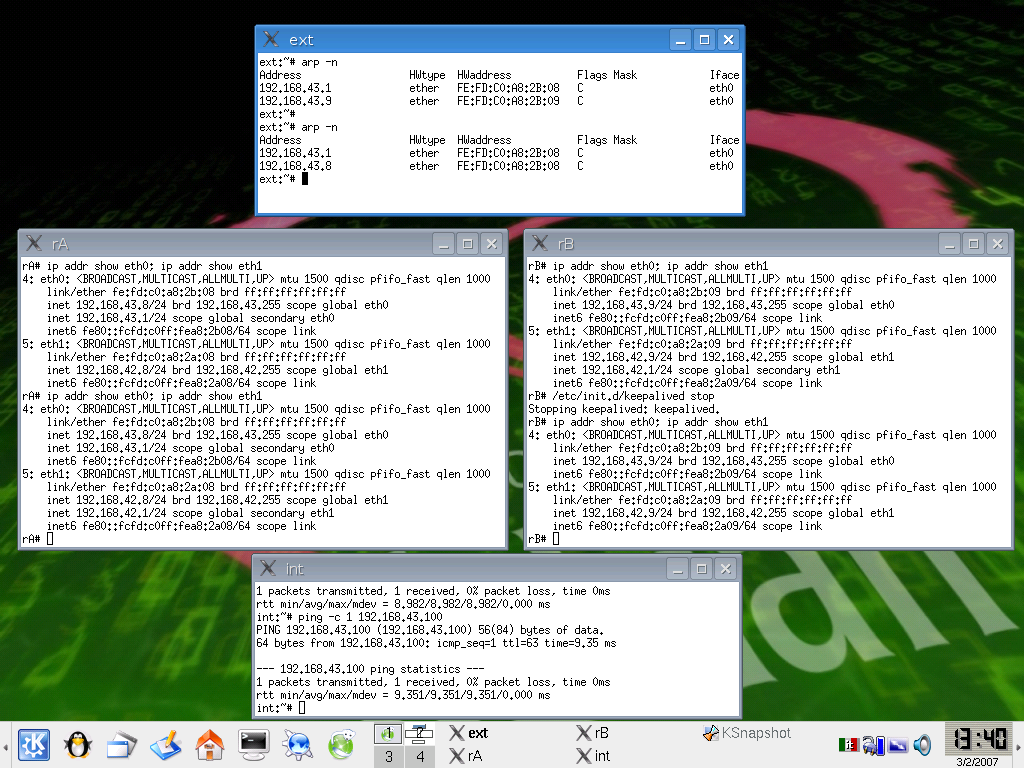 ext
ext:~# arp -n
Address HWtype HWaddress Flags Mask Iface
192.168.43.1 ether FE:FD:C0:A8:2B:08 C eth0
192.168.43.9 ether FE:FD:C0:A8:2B:09 C eth0
ext:~#
ext:~# arp -n
Address HWtype HWaddress Flags Mask Iface
192.168.43.1 ether FE:FD:C0:A8:2B:08 C eth0
192.168.43.8 ether FE:FD:C0:A8:2B:08 C eth0
ext:~#
rA
rA# ip addr show eth0; ip addr show eth1
4: eth0: <BROADCAST,MULTICAST,ALLMULTI,UP> mtu 1500 qdisc pfifo_fast qlen 1000
link/ether fe:fd:c0:a8:2b:08 brd ff:ff:ff:ff:ff:ff
inet 192.168.43.8/24 brd 192.168.43.255 scope global eth0
inet 192.168.43.1/24 scope global secondary eth0
inet6 fe80::fcfd:c0ff:fea8:2b08/64 scope link
5: eth1: <BROADCAST,MULTICAST,ALLMULTI,UP> mtu 1500 qdisc pfifo_fast qlen 1000
link/ether fe:fd:c0:a8:2a:08 brd ff:ff:ff:ff:ff:ff
inet 192.168.42.8/24 brd 192.168.42.255 scope global eth1
inet6 fe80::fcfd:c0ff:fea8:2a08/64 scope link
rA# ip addr show eth0; ip addr show eth1
4: eth0: <BROADCAST,MULTICAST,ALLMULTI,UP> mtu 1500 qdisc pfifo_fast qlen 1000
link/ether fe:fd:c0:a8:2b:08 brd ff:ff:ff:ff:ff:ff
inet 192.168.43.8/24 brd 192.168.43.255 scope global eth0
inet 192.168.43.1/24 scope global secondary eth0
inet6 fe80::fcfd:c0ff:fea8:2b08/64 scope link
5: eth1: <BROADCAST,MULTICAST,ALLMULTI,UP> mtu 1500 qdisc pfifo_fast qlen 1000
link/ether fe:fd:c0:a8:2a:08 brd ff:ff:ff:ff:ff:ff
inet 192.168.42.8/24 brd 192.168.42.255 scope global eth1
inet 192.168.42.1/24 scope global secondary eth1
inet6 fe80::fcfd:c0ff:fea8:2a08/64 scope link
rA#
rB
rB# ip addr show eth0; ip addr show eth1
4: eth0: <BROADCAST,MULTICAST,ALLMULTI,UP> mtu 1500 qdisc pfifo_fast qlen 1000
link/ether fe:fd:c0:a8:2b:09 brd ff:ff:ff:ff:ff:ff
inet 192.168.43.9/24 brd 192.168.43.255 scope global eth0
inet6 fe80::fcfd:c0ff:fea8:2b09/64 scope link
5: eth1: <BROADCAST,MULTICAST,ALLMULTI,UP> mtu 1500 qdisc pfifo_fast qlen 1000
link/ether fe:fd:c0:a8:2a:09 brd ff:ff:ff:ff:ff:ff
inet 192.168.42.9/24 brd 192.168.42.255 scope global eth1
inet 192.168.42.1/24 scope global secondary eth1
inet6 fe80::fcfd:c0ff:fea8:2a09/64 scope link
rB# /etc/init.d/keepalived stop
Stopping keepalived: keepalived.
rB# ip addr show eth0; ip addr show eth1
4: eth0: <BROADCAST,MULTICAST,ALLMULTI,UP> mtu 1500 qdisc pfifo_fast qlen 1000
link/ether fe:fd:c0:a8:2b:09 brd ff:ff:ff:ff:ff:ff
inet 192.168.43.9/24 brd 192.168.43.255 scope global eth0
inet6 fe80::fcfd:c0ff:fea8:2b09/64 scope link
5: eth1: <BROADCAST,MULTICAST,ALLMULTI,UP> mtu 1500 qdisc pfifo_fast qlen 1000
link/ether fe:fd:c0:a8:2a:09 brd ff:ff:ff:ff:ff:ff
inet 192.168.42.9/24 brd 192.168.42.255 scope global eth1
inet6 fe80::fcfd:c0ff:fea8:2a09/64 scope link
rB#
int
1 packets transmitted, 1 received, 0% packet loss, time 0ms
rtt min/avg/max/mdev = 8.982/8.982/8.982/0.000 ms
int:~# ping -c 1 192.168.43.100
PING 192.168.43.100 (192.168.43.100) 56(84) bytes of data.
64 bytes from 192.168.43.100: icmp_seq=1 ttl=63 time=9.35 ms
--- 192.168.43.100 ping statistics ---
1 packets transmitted, 1 received, 0% packet loss, time 0ms
rtt min/avg/max/mdev = 9.351/9.351/9.351/0.000 ms
int:~#
1 2 ext rB KSnapshot
3 4 rA int
13:40
3/2/2007